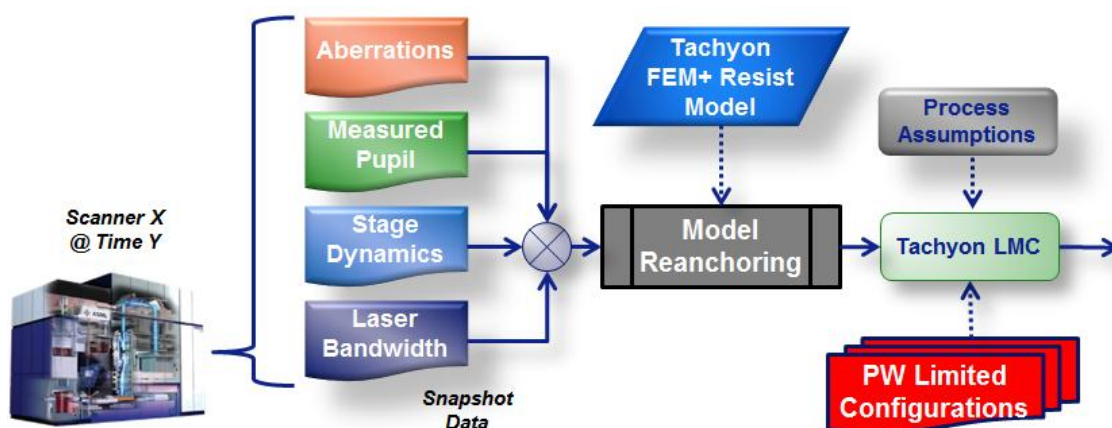 Scanner X
@ Time Y
Aberrations
Measured
Pupil
Stage
Dynamics
Laser
Bandwidth
Snapshot
Data
Tachyon
FEM+ Resist
Model
Model
Reanchoring
Process
Assumptions
Tachyon LMC
PW Limited
Configurations
ASML